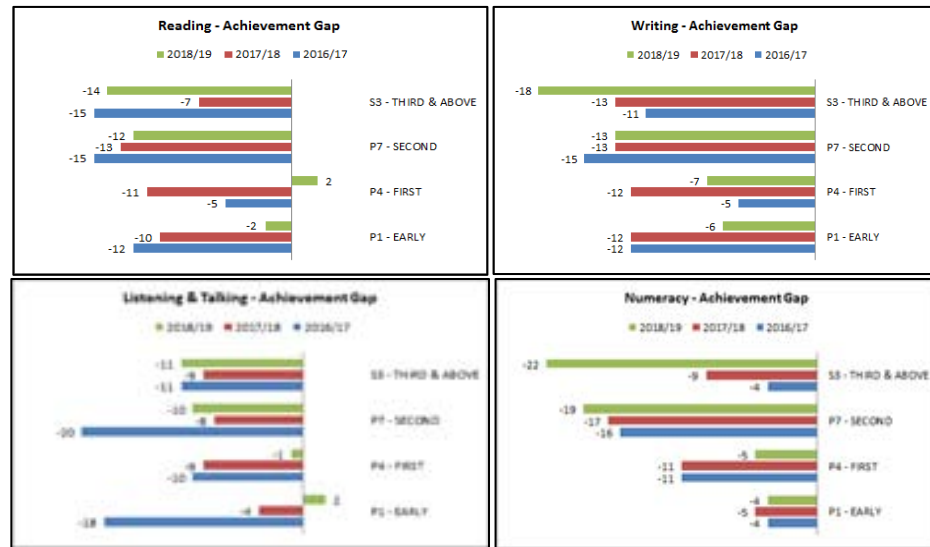 Reading - Achievement Gap
2018/19 2017/18 2016/17
-14
-7 S3 - THIRD & ABOVE
-15
-12
-13 P7 - SECOND
-15
2
-11 P4 - FIRST
-5
-2
-10 P1 - EARLY
-12
Writing - Achievement Gap
2018/19 2017/18 2016/17
-18
-13 S3 - THIRD & ABOVE
-11
-13
-13 P7 - SECOND
-15
-7
-12 P4 - FIRST
-5
-6
-12 P1 - EARLY
-12
Listening & Talking - Achievement Gap
2018/19 2017/18 2016/17
-11
-9 S3 - THIRD & ABOVE
-11
-10
-8 P7 - SECOND
-20
-1
-9 P4 - FIRST
-10
2
-4 P1 - EARLY
-18
Numeracy - Achievement Gap
2018/19 2017/18 2016/17
-22
-9 S3 - THIRD & ABOVE
-4
-19
-17 P7 - SECOND
-16
-5
-11 P4 - FIRST
-11
-4
-5 P1 - EARLY
-4